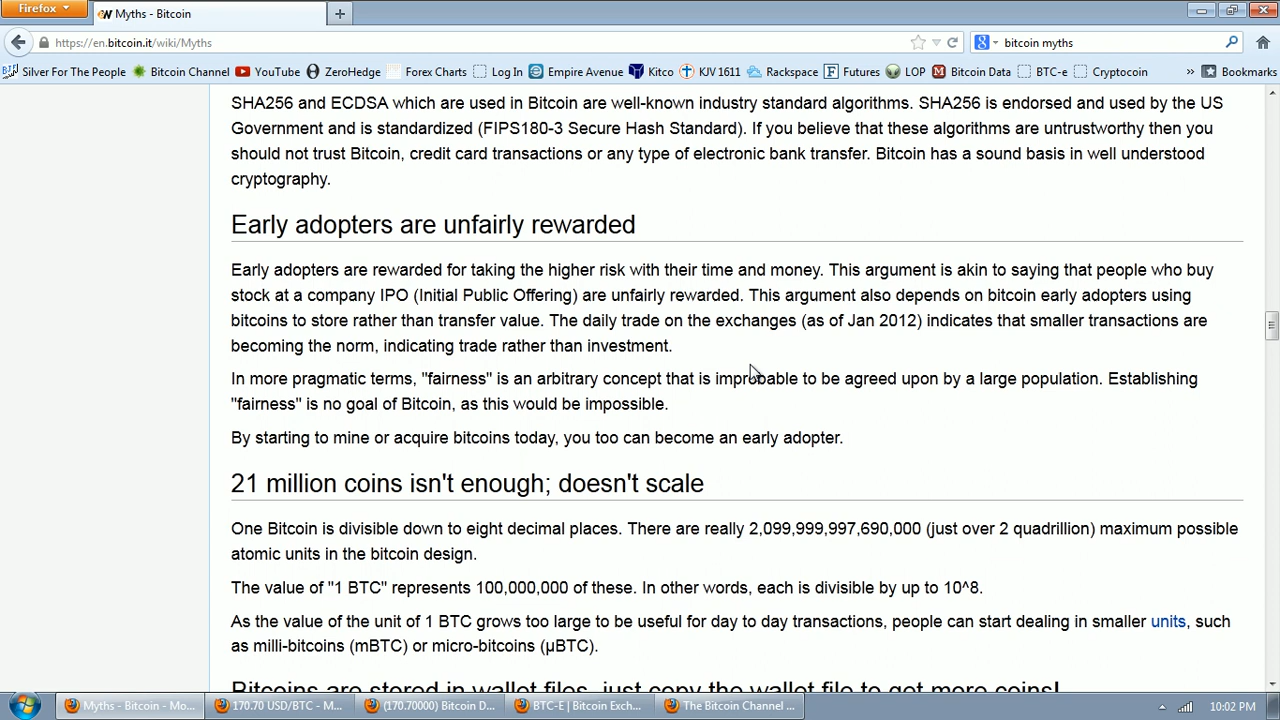 Firefox
Myths - Bitcoin
https://en.bitcoin.it/wiki/Myths
bitcoin myths
Silver For The People
Bitcoin Channel
YouTube
ZeroHedge
Forex Charts
Log In
Empire Avenue
Kitco
KJV 1611
Rackspace
Futures
LOP
Bitcoin Data
BTC-e
Cryptocoin
»
Bookmarks
SHA256 and ECDSA which are used in Bitcoin are well-known industry standard algorithms. SHA256 is endorsed and used by the US
Government and is standardized (FIPS180-3 Secure Hash Standard). If you believe that these algorithms are untrustworthy then you
should not trust Bitcoin, credit card transactions or any type of electronic bank transfer. Bitcoin has a sound basis in well understood
cryptography.
Early adopters are unfairly rewarded
Early adopters are rewarded for taking the higher risk with their time and money. This argument is akin to saying that people who buy
stock at a company IPO (Initial Public Offering) are unfairly rewarded. This argument also depends on bitcoin early adopters using
bitcoins to store rather than transfer value. The daily trade on the exchanges (as of Jan 2012) indicates that smaller transactions are
becoming the norm, indicating trade rather than investment.
In more pragmatic terms, "fairness" is an arbitrary concept that is improbable to be agreed upon by a large population. Establishing
"fairness" is no goal of Bitcoin, as this would be impossible.
By starting to mine or acquire bitcoins today, you too can become an early adopter.
21 million coins isn't enough; doesn't scale
One Bitcoin is divisible down to eight decimal places. There are really 2,099,999,997,690,000 (just over 2 quadrillion) maximum possible
atomic units in the bitcoin design.
The value of "1 BTC" represents 100,000,000 of these. In other words, each is divisible by up to 10^8.
As the value of the unit of 1 BTC grows too large to be useful for day to day transactions, people can start dealing in smaller units, such
as milli-bitcoins (mBTC) or micro-bitcoins (µBTC).
Bitcoins are stored in wallet files, just copy the wallet file to get more coins!
Myths - Bitcoin - Mo...
170.70 USD/BTC - M...
(170.70000) Bitcoin D...
BTC-E | Bitcoin Exch...
The Bitcoin Channel ...
10:02 PM